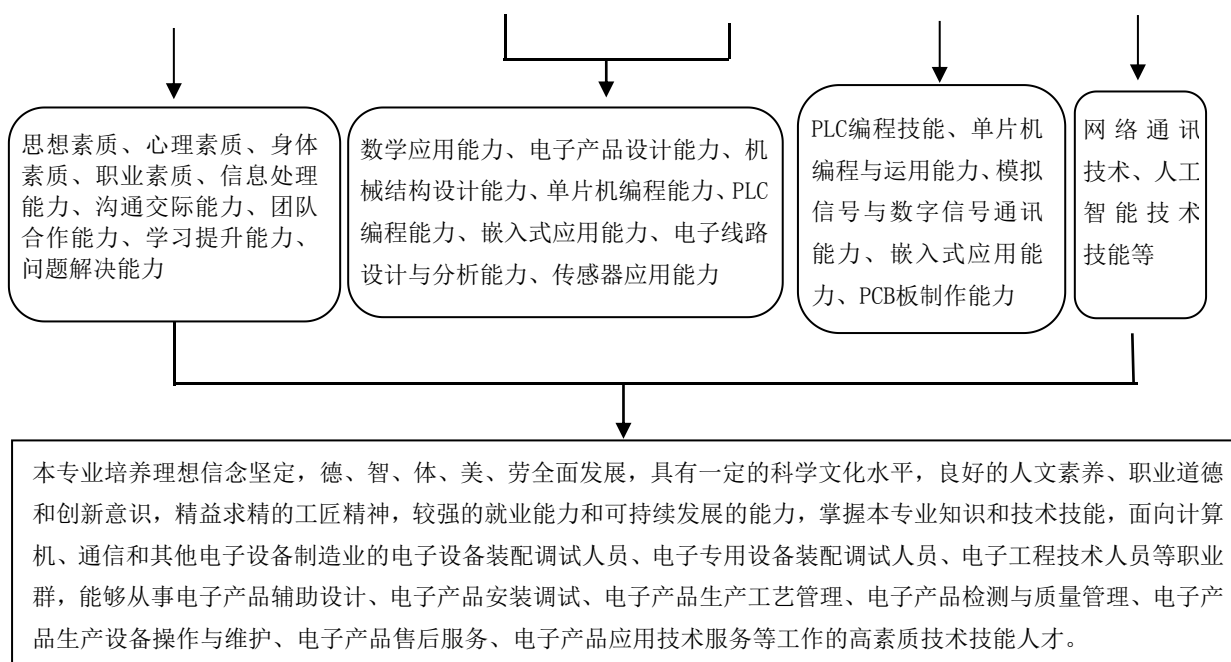 思想素质、心理素质、身体
素质、职业素质、信息处理
能力、沟通交际能力、团队
合作能力、学习提升能力、
问题解决能力
数学应用能力、电子产品设计能力、机
械结构设计能力、单片机编程能力、PLC
编程能力、嵌入式应用能力、电子线路
设计与分析能力、传感器应用能力
PLC编程技能、单片机
编程与运用能力、模拟
信号与数字信号通讯
能力、嵌入式应用能
力、PCB板制作能力
网络通讯
技术、人工
智能技术
技能等
本专业培养理想信念坚定，德、智、体、美、劳全面发展，具有一定的科学文化水平，良好的人文素养、职业道德
和创新意识，精益求精的工匠精神，较强的就业能力和可持续发展的能力，掌握本专业知识和技术技能，面向计算
机、通信和其他电子设备制造业的电子设备装配调试人员、电子专用设备装配调试人员、电子工程技术人员等职业
群，能够从事电子产品辅助设计、电子产品安装调试、电子产品生产工艺管理、电子产品检测与质量管理、电子产
品生产设备操作与维护、电子产品售后服务、电子产品应用技术服务等工作的高素质技术技能人才。